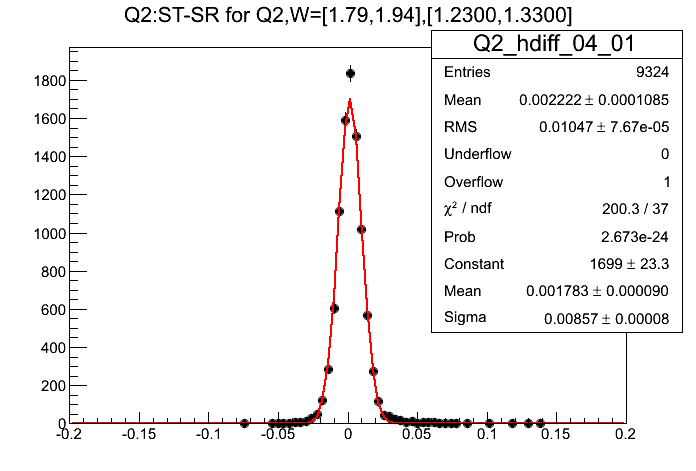 Q2:ST-SR for Q2,W=[1.79,1.94],[1.2300,1.3300]
Q2_hdiff_04_01
Entries 9324
Mean 0.002222 ± 0.0001085
RMS 0.01047 ± 7.67e-05
Underflow 0
Overflow 1
χ² / ndf 200.3 / 37
Prob 2.673e-24
Constant 1699 ± 23.3
Mean 0.001783 ± 0.000090
Sigma 0.00857 ± 0.00008
1800
1600
1400
1200
1000
800
600
400
200
0
-0.2 -0.15 -0.1 -0.05 0 0.05 0.1 0.15 0.2